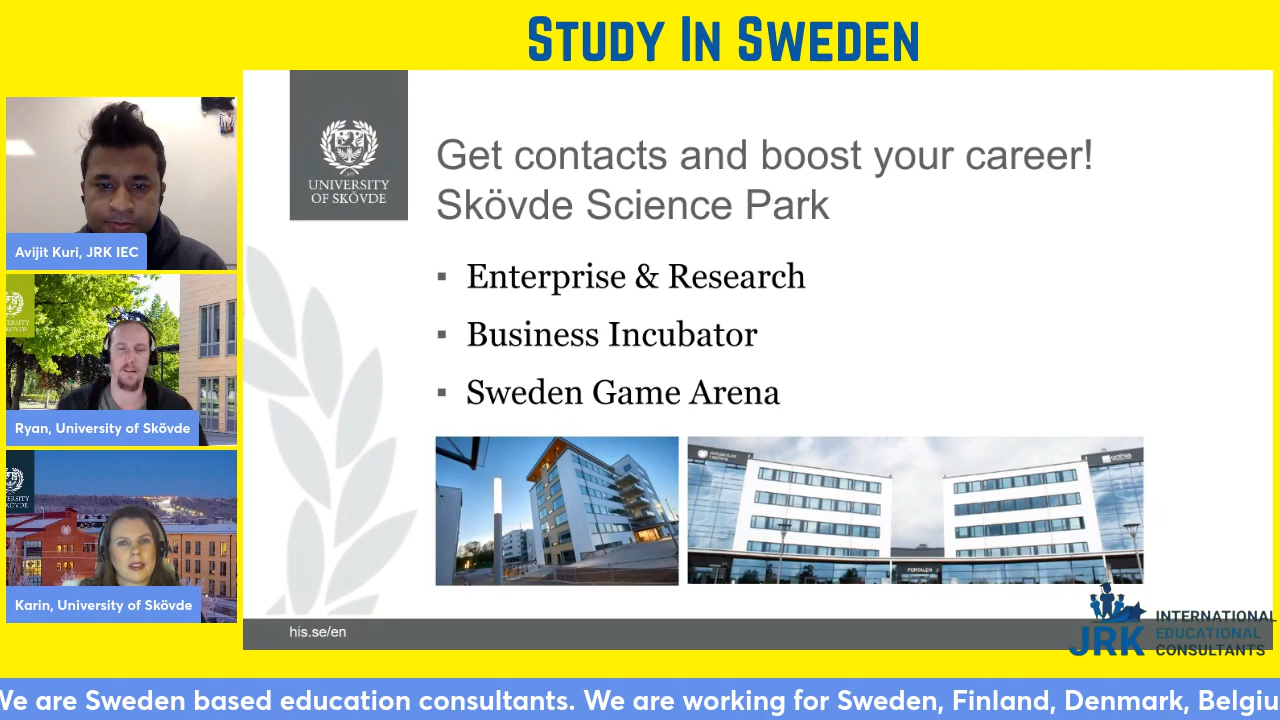 STUDY IN SWEDEN
UNIVERSITY
OF SKÖVDE
Get contacts and boost your career!
Skövde Science Park
▪ Enterprise & Research
▪ Business Incubator
▪ Sweden Game Arena
Avijit Kuri, JRK IEC
Ryan, University of Skövde
Karin, University of Skövde
PORTALEN
his.se/en
JRK
INTERNATIONAL
EDUCATIONAL
CONSULTANTS
We are Sweden based education consultants. We are working for Sweden, Finland, Denmark, Belgiu